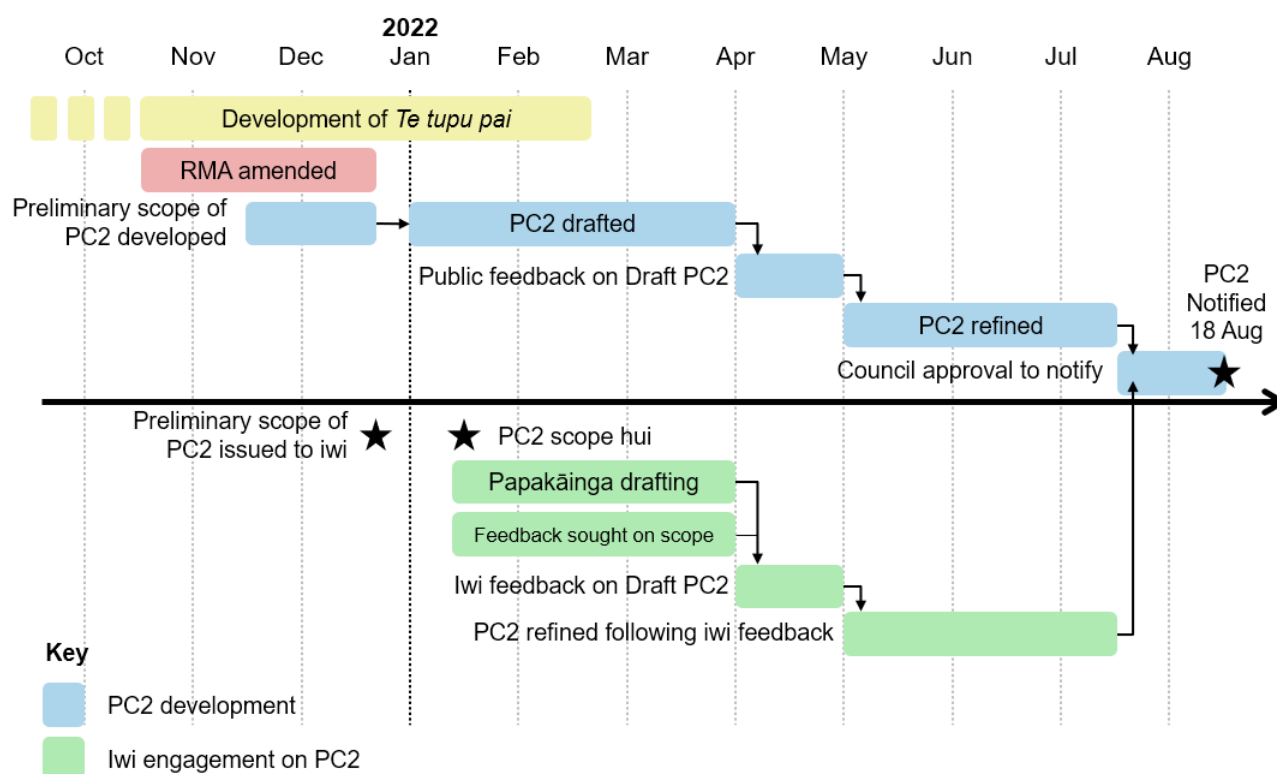 2022
Oct Nov Dec Jan Feb Mar Apr May Jun Jul Aug
Development of Te tupu pai
RMA amended
Preliminary scope of
PC2 developed
PC2 drafted
Public feedback on Draft PC2
PC2 refined
PC2
Notified
18 Aug
Council approval to notify
Preliminary scope of
PC2 issued to iwi
PC2 scope hui
Papakāinga drafting
Feedback sought on scope
Iwi feedback on Draft PC2
PC2 refined following iwi feedback
Key
PC2 development
Iwi engagement on PC2